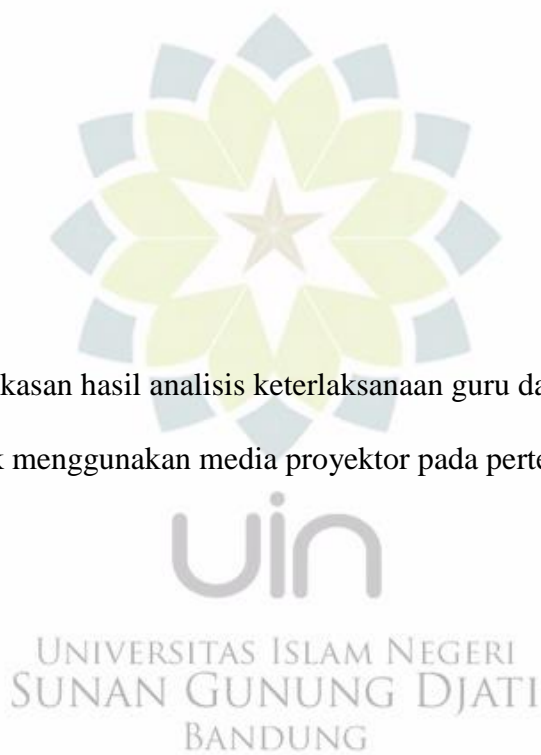 kasan hasil analisis keterlaksanaan guru da
menggunakan media proyektor pada perte
uin
UNIVERSITAS ISLAM NEGERI
SUNAN GUNUNG DJATI
BANDUNG